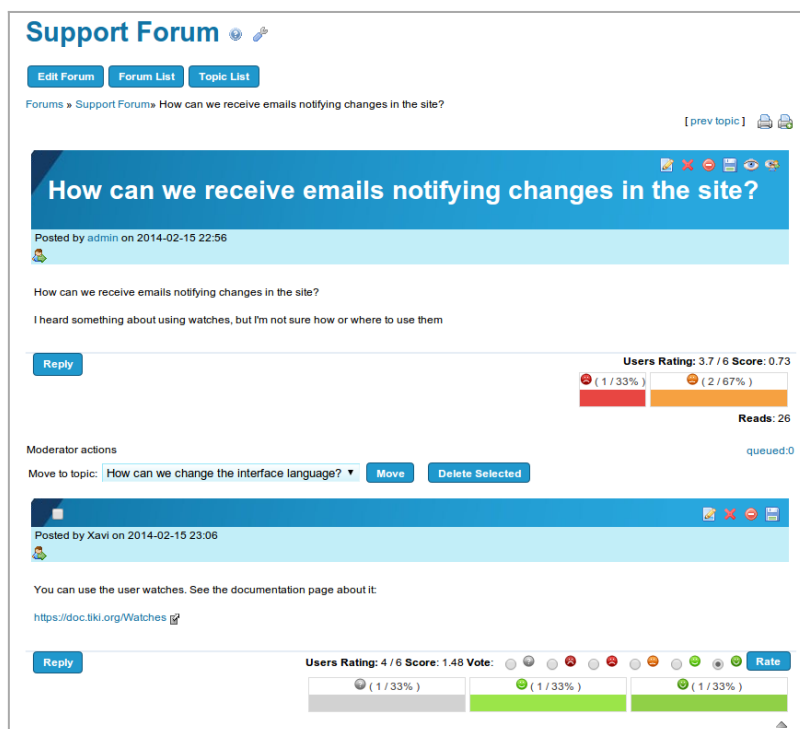 Support Forum
Edit Forum Forum List Topic List
Forums » Support Forum» How can we receive emails notifying changes in the site?
[ prev topic ]
How can we receive emails notifying changes in the site?
Posted by admin on 2014-02-15 22:56
How can we receive emails notifying changes in the site?
I heard something about using watches, but I'm not sure how or where to use them
Reply
Users Rating: 3.7 / 6 Score: 0.73
( 1 / 33% ) ( 2 / 67% )
Reads: 26
Moderator actions queued:0
Move to topic: How can we change the interface language? Move Delete Selected
Posted by Xavi on 2014-02-15 23:06
You can use the user watches. See the documentation page about it:
https://doc.tiki.org/Watches
Reply Users Rating: 4 / 6 Score: 1.48 Vote: Rate
( 1 / 33% ) ( 1 / 33% ) ( 1 / 33% )